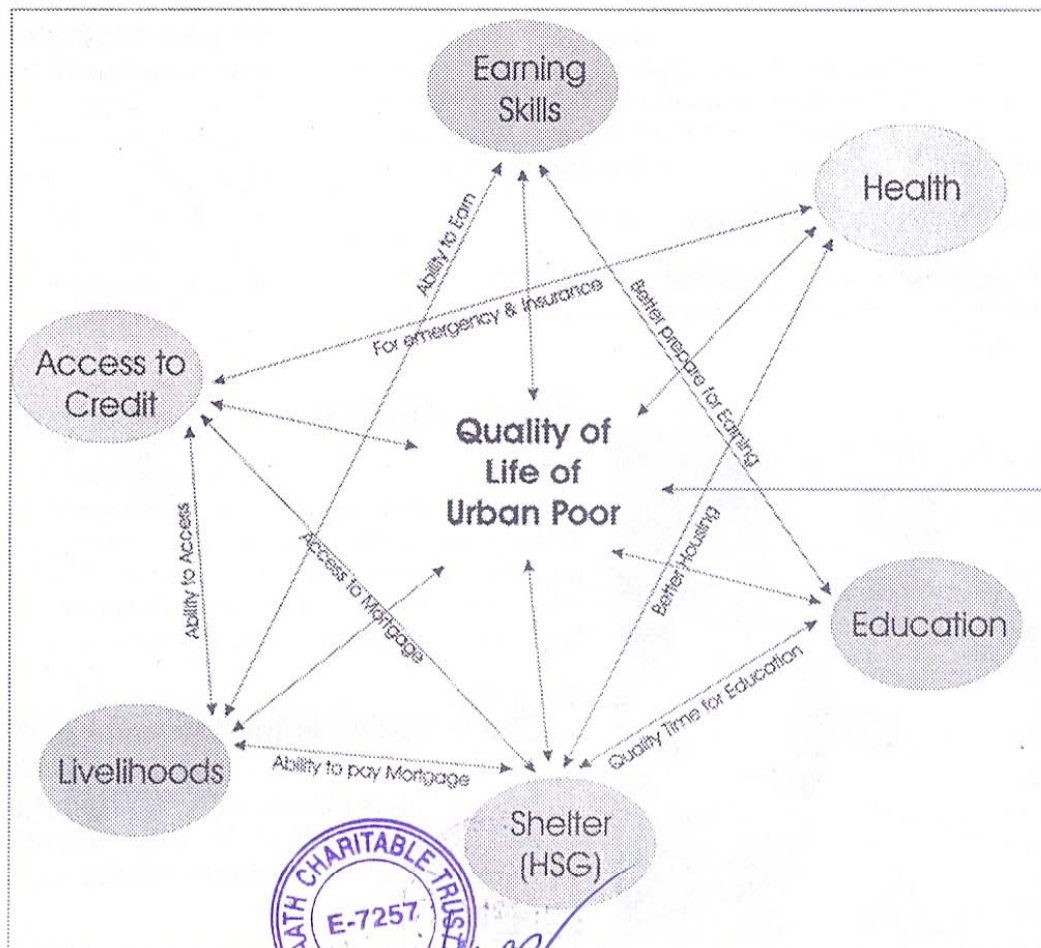 Earning
Skills
Health
Ability to Earn
For emergency & Insurance
Better prepare for Earning
Access to
Credit
Quality of
Life of
Urban Poor
Ability to Access
Access to Mortgage
Better Housing
Education
Quality Time for Education
Livelihoods
Ability to pay Mortgage
Shelter
(HSG)
CHARITABLE TRUST
E-7257